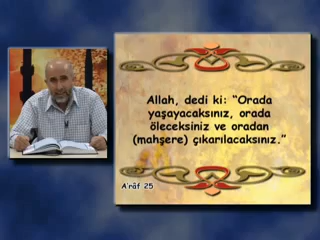 Allah, dedi ki: “Orada
yaşayacaksınız, orada
öleceksiniz ve oradan
(mahşere) çıkarılacaksınız.”
A'râf 25